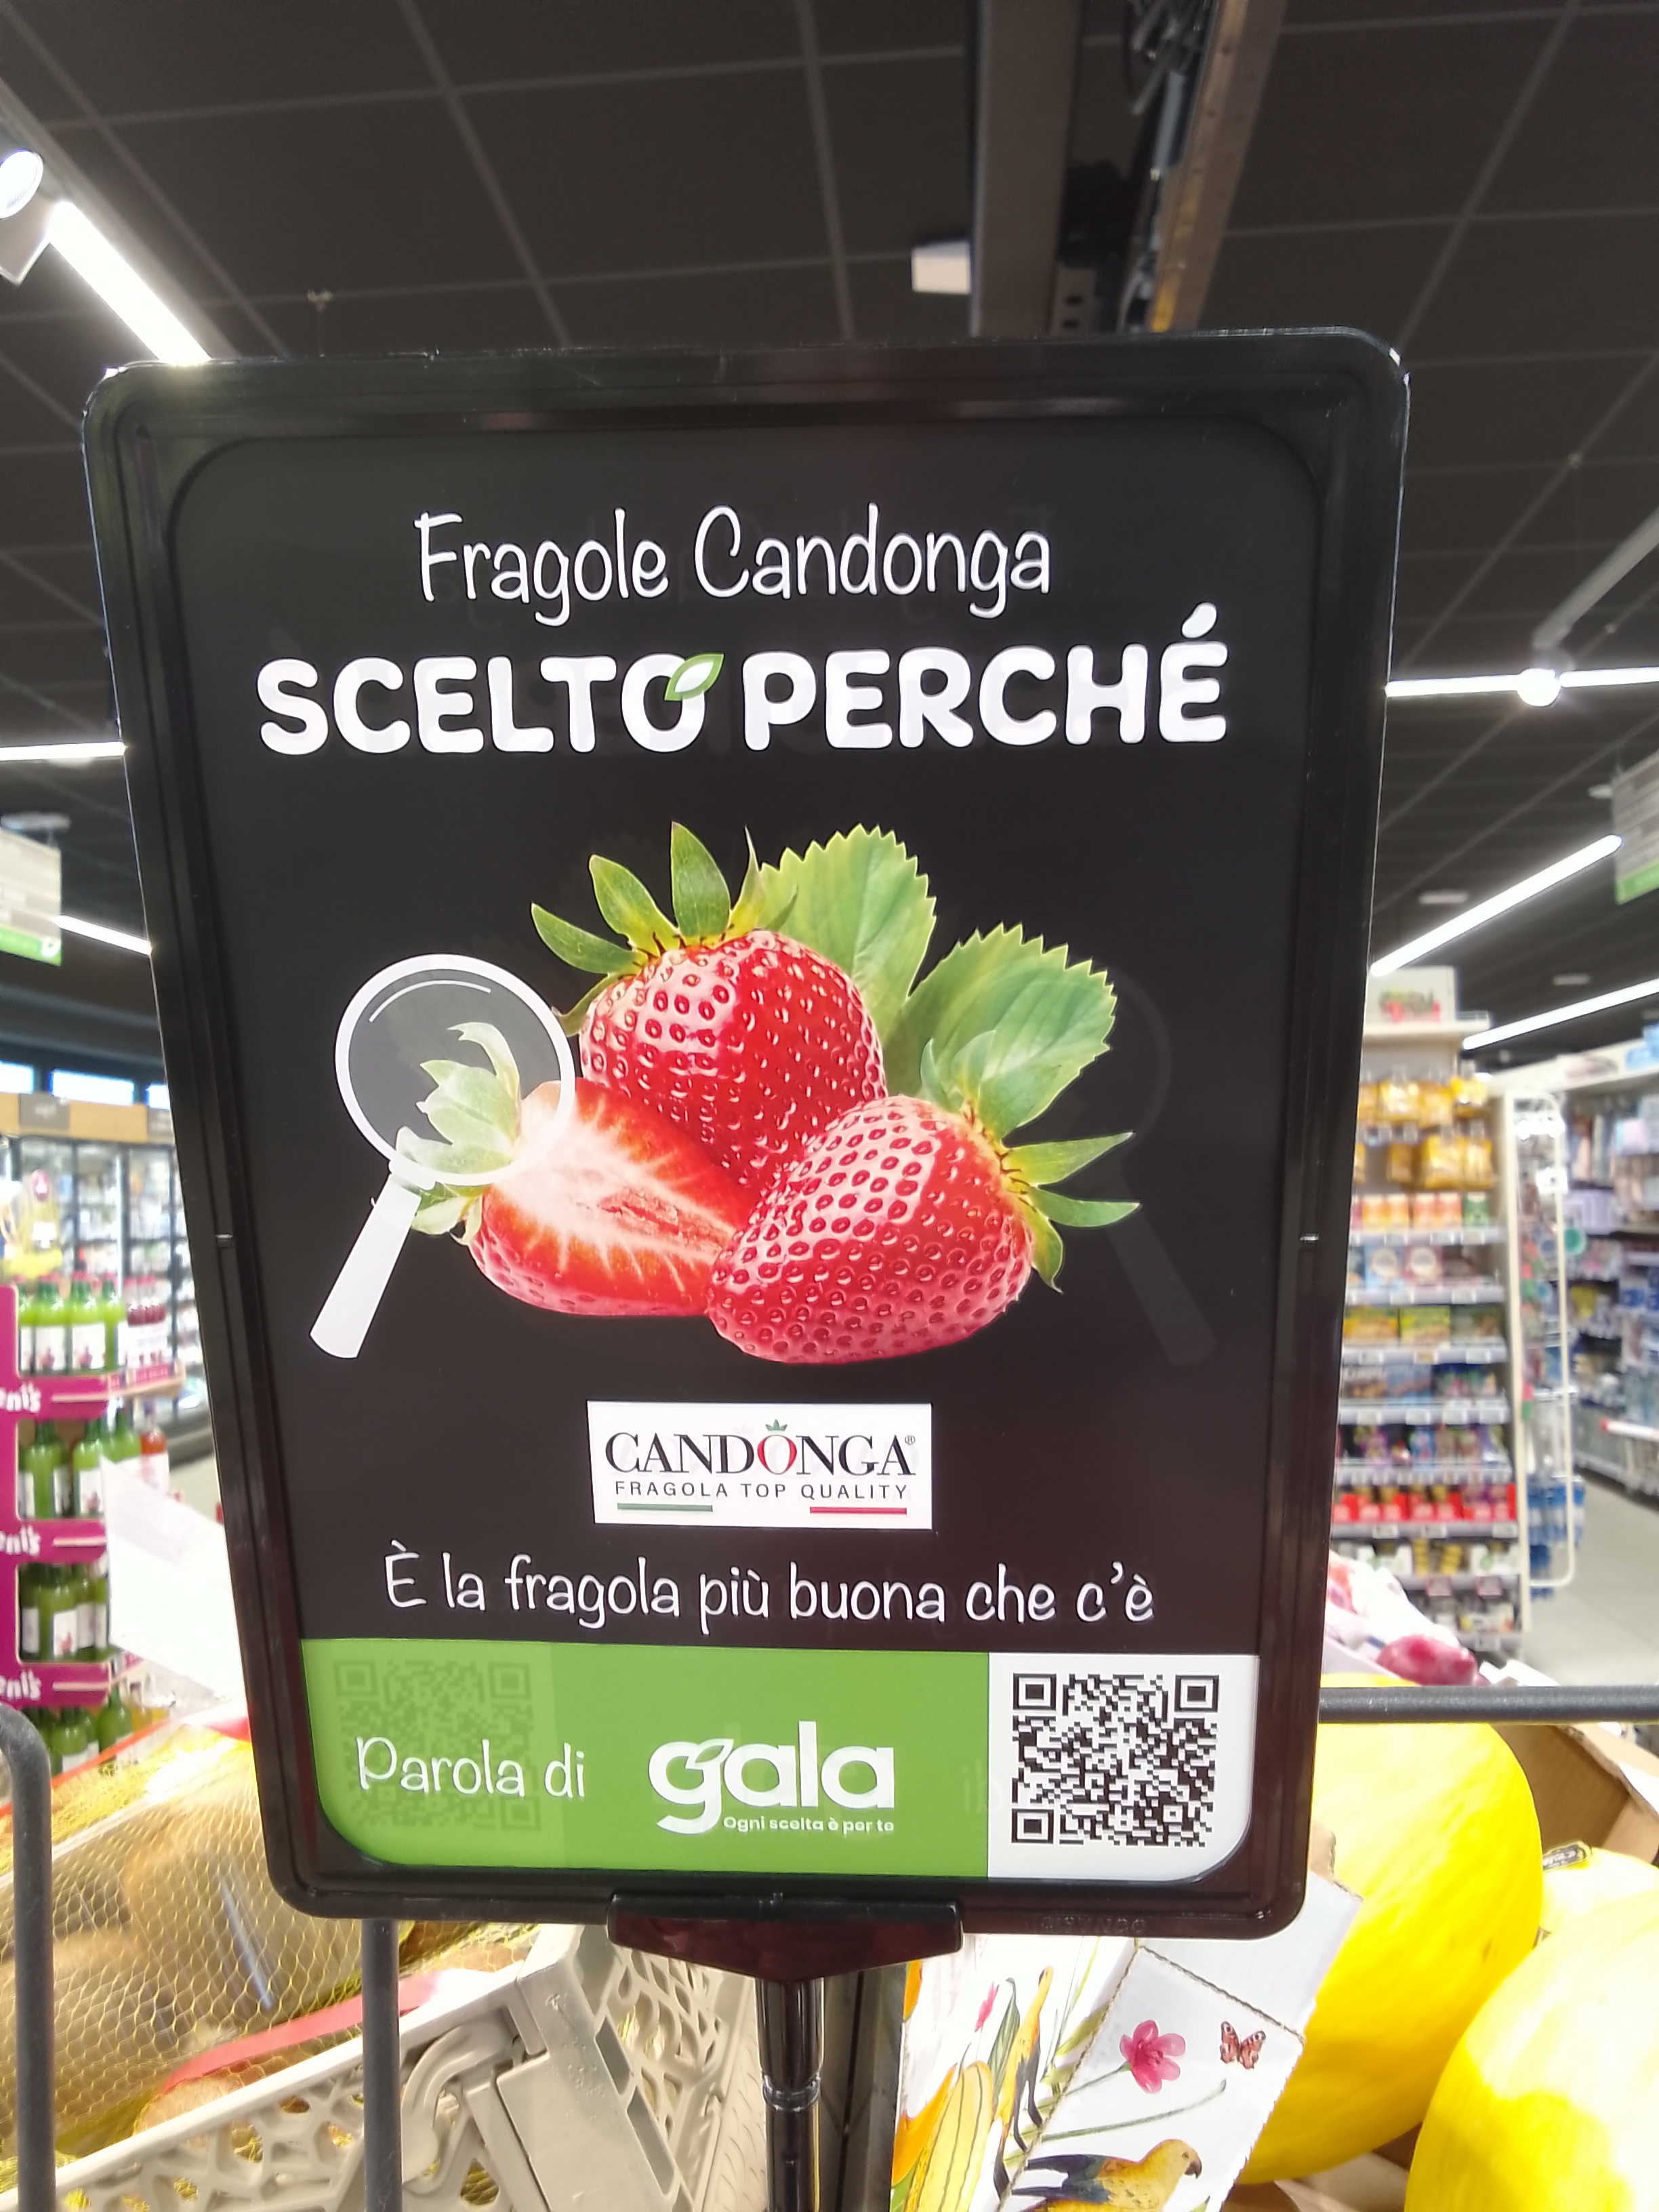 Fragole Candonga
SCELTO PERCHÉ
CANDONGA®
FRAGOLA TOP QUALITY
È la fragola più buona che c'è
Parola di gala
Ogni scelta è per te